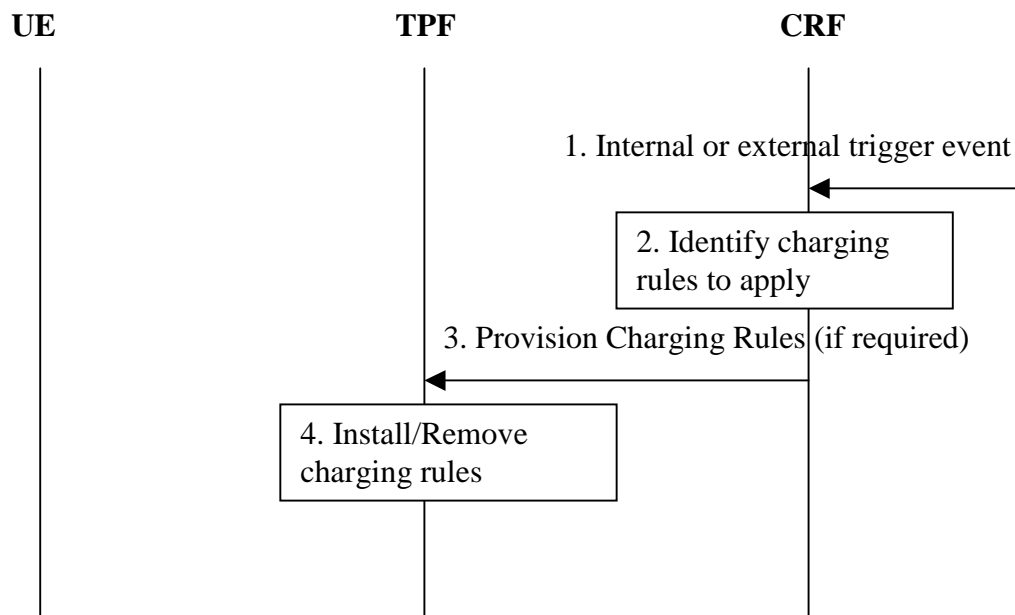 UE TPF CRF
1. Internal or external trigger event
2. Identify charging
rules to apply
3. Provision Charging Rules (if required)
4. Install/Remove
charging rules